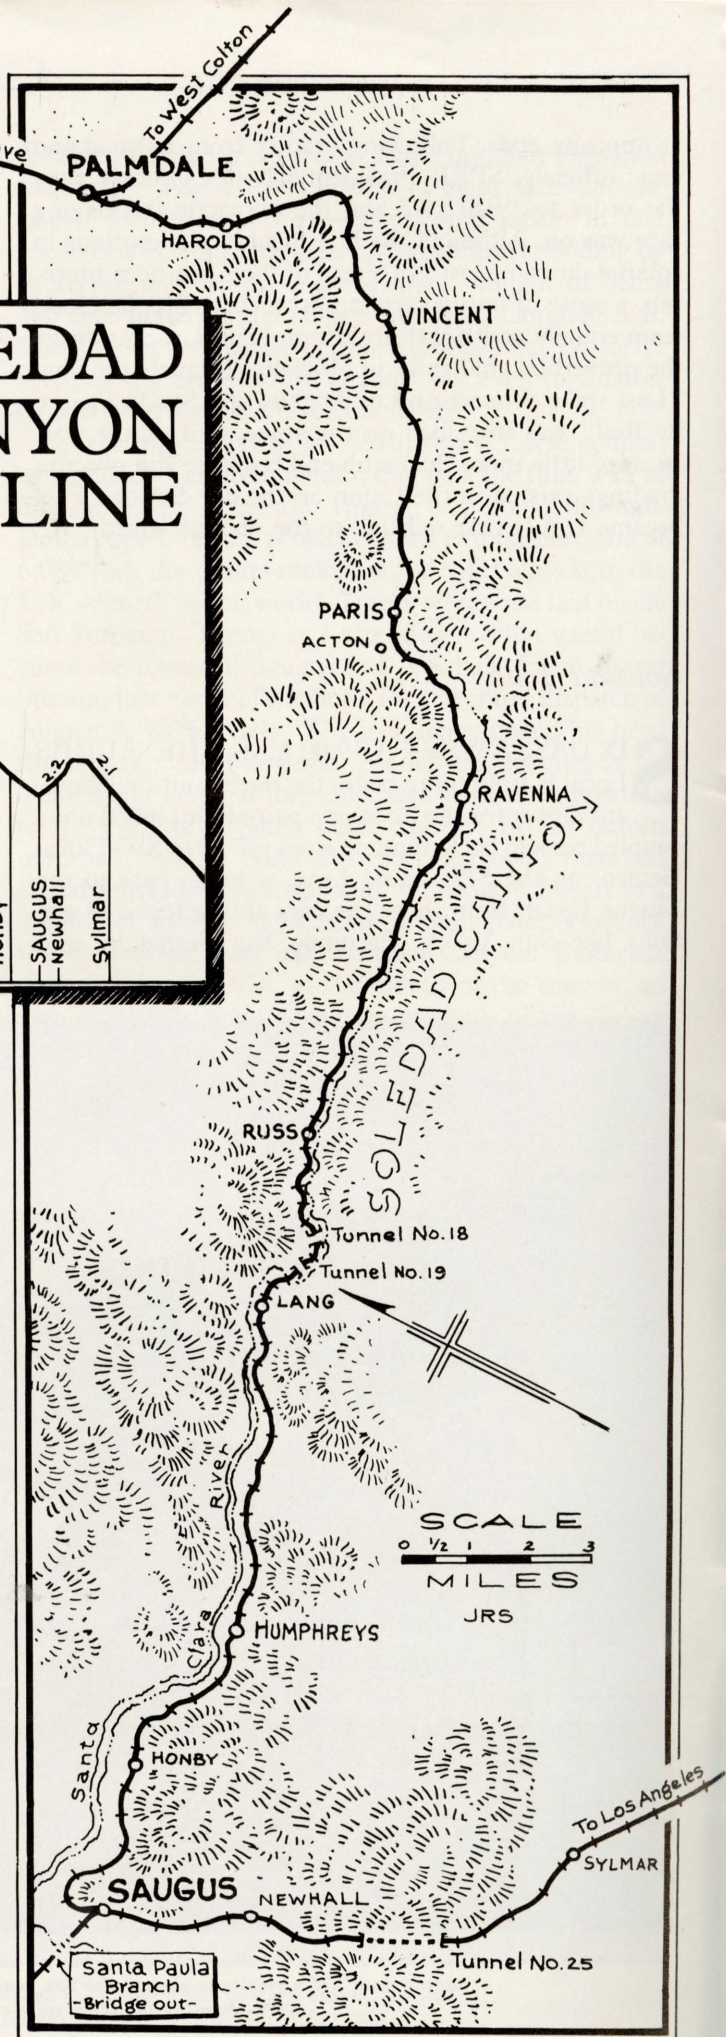 To West Colton
PALMDALE
HAROLD
VINCENT
EDAD
NYON
LINE
PARIS
ACTON
RAVENNA
2.2
2.1
SAUGUS
Newhall
Sylmar
SOLEDAD CANYON
RUSS
Tunnel No.18
Tunnel No.19
LANG
River
SCALE
0 ½ 1 2 3
MILES
JRS
Clara
HUMPHREYS
Santa
HONBY
To Los Angeles
SYLMAR
SAUGUS
NEWHALL
Tunnel No.25
Santa Paula
Branch
-Bridge out-